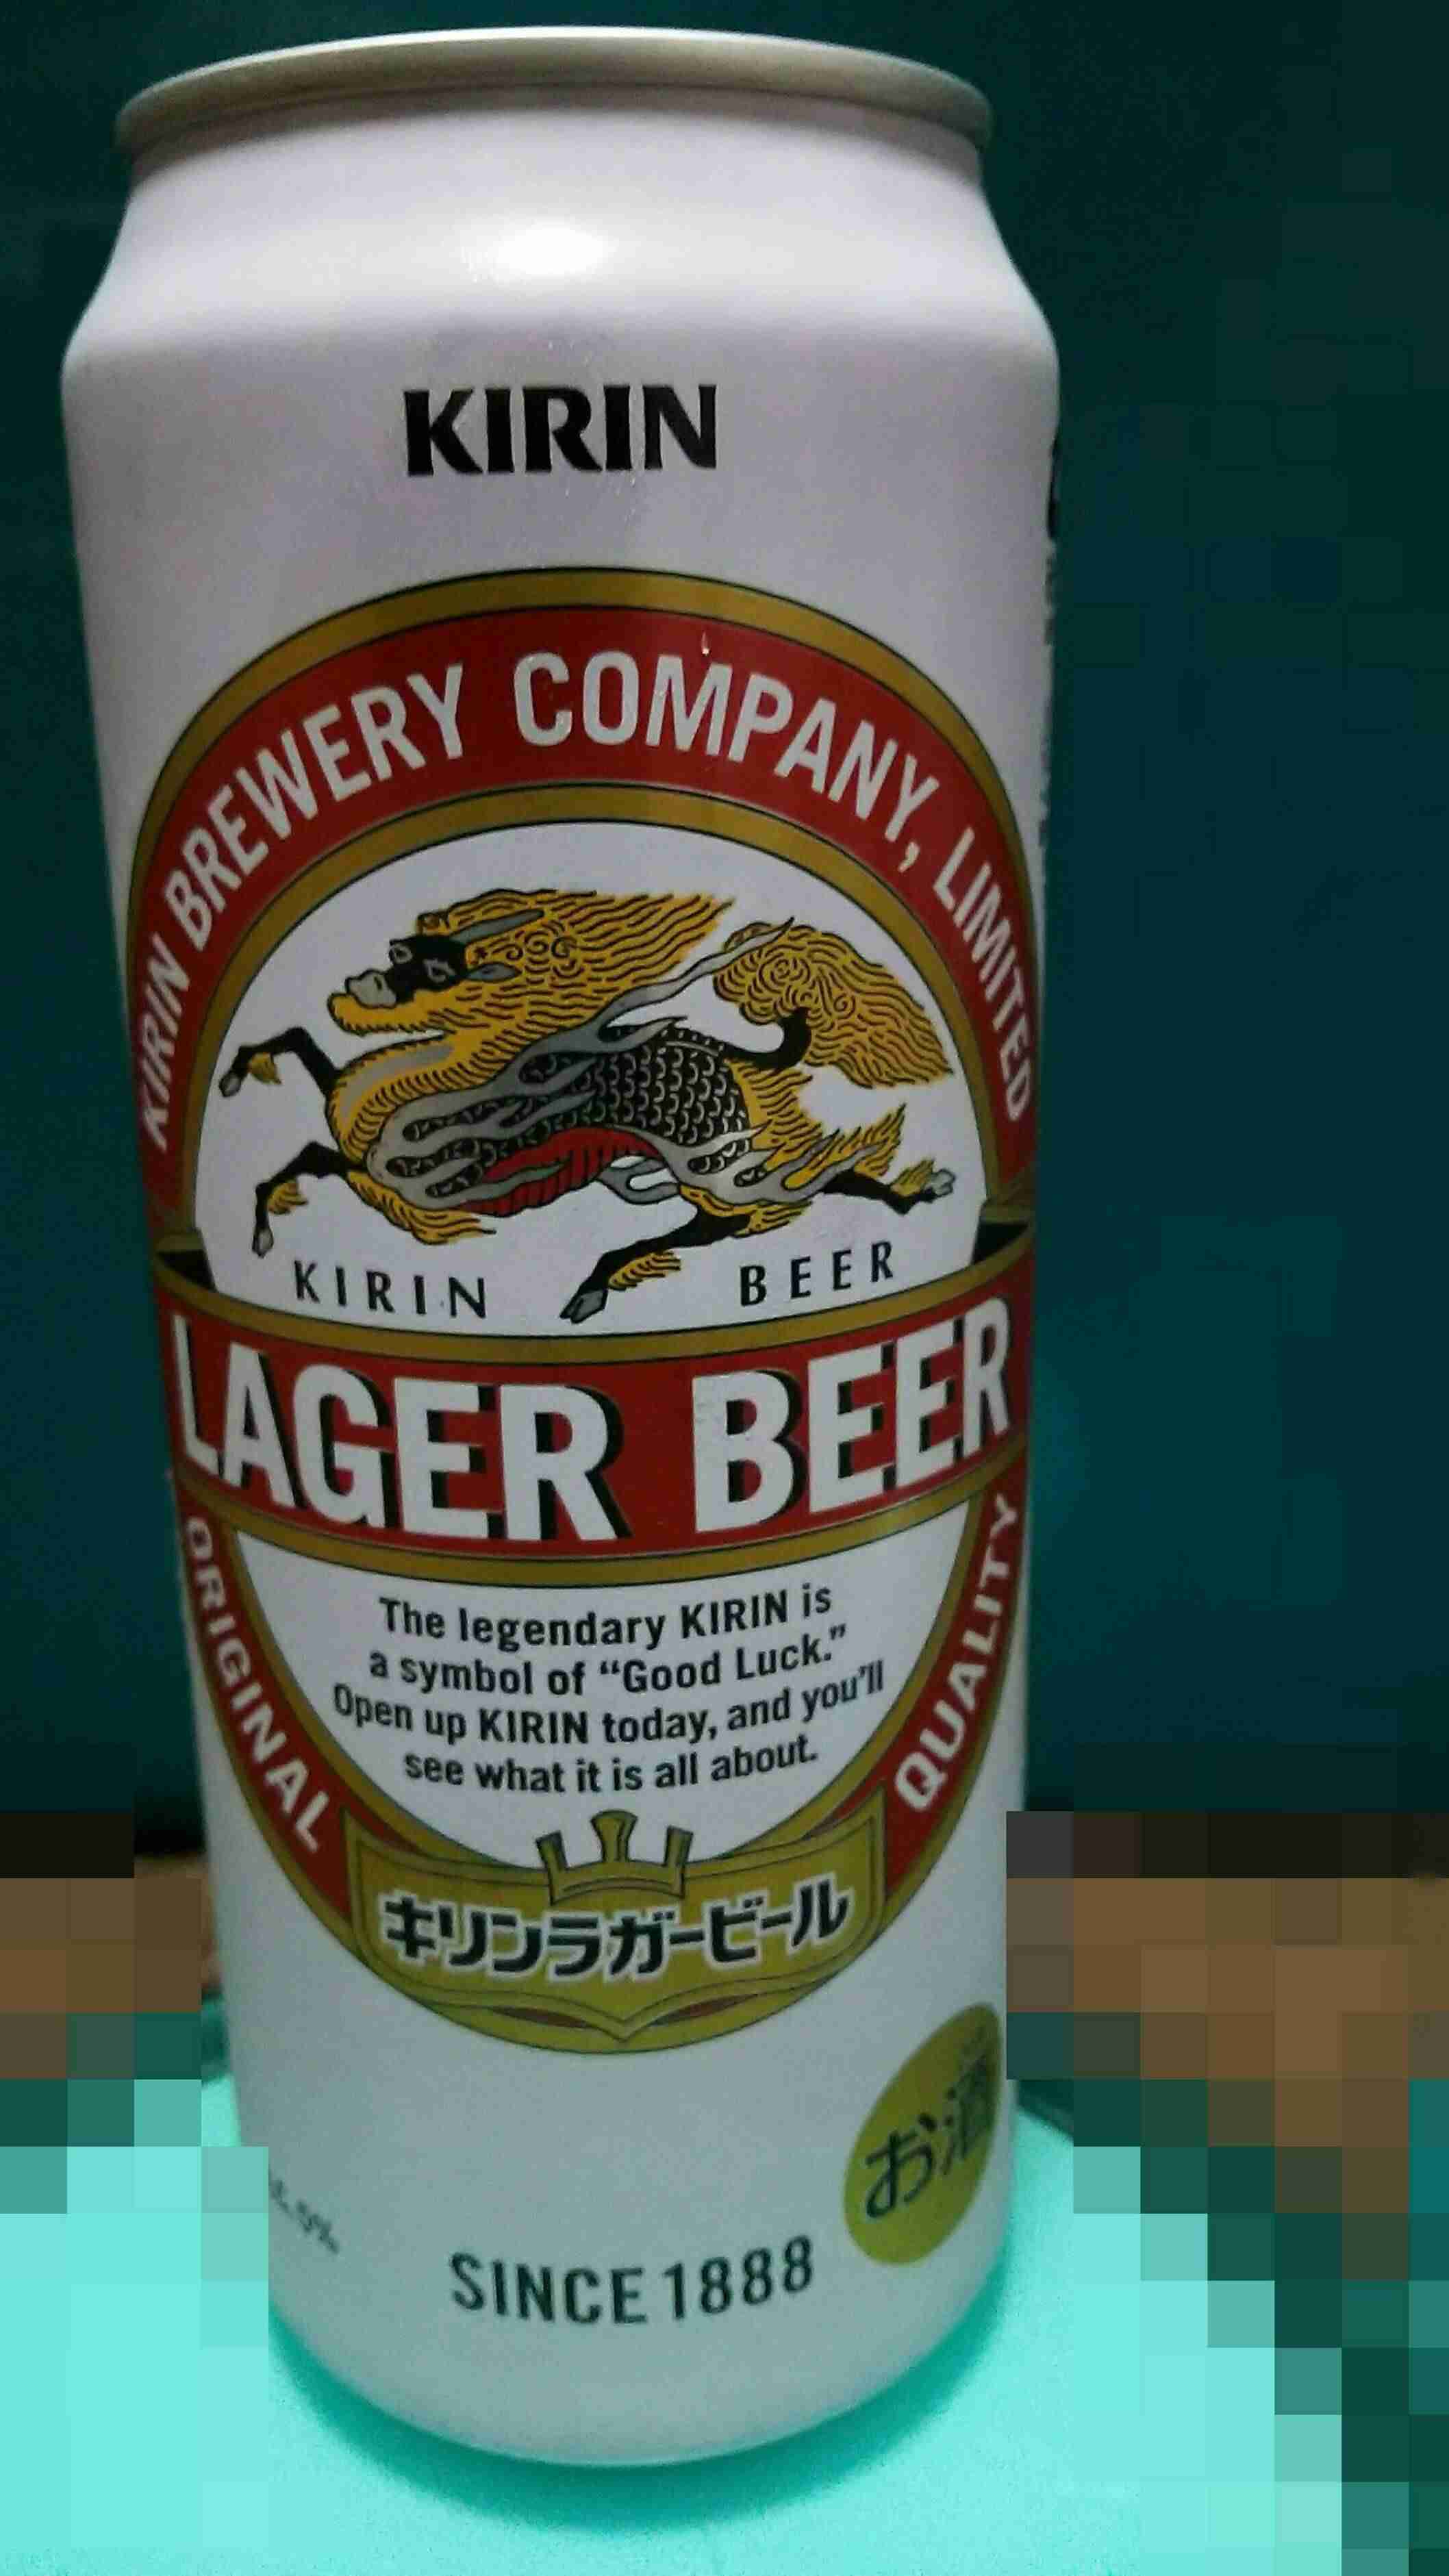 KIRIN
KIRIN BREWERY COMPANY, LIMITED
KIRIN BEER
LAGER BEER
ORIGINAL QUALITY
The legendary KIRIN is
a symbol of “Good Luck.”
Open up KIRIN today, and you’ll
see what it is all about.
キリンラガービール
お酒
SINCE 1888